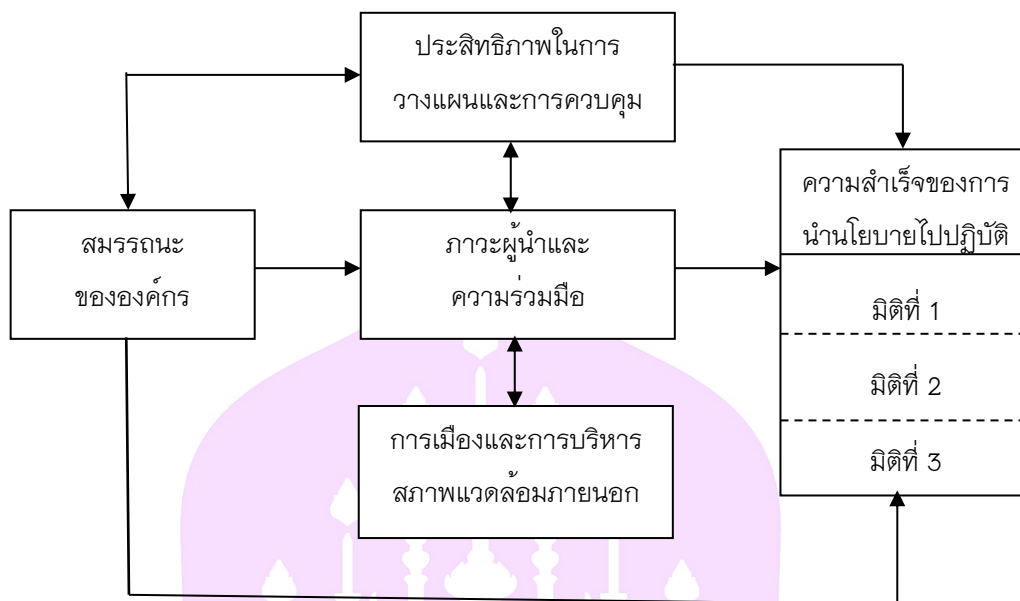 ประสิทธิภาพในการ
วางแผนและการควบคุม
สมรรถนะ
ขององค์กร
ภาวะผู้นำและ
ความร่วมมือ
การเมืองและการบริหาร
สภาพแวดล้อมภายนอก
ความสำเร็จของการ
นำนโยบายไปปฏิบัติ
มิติที่ 1
มิติที่ 2
มิติที่ 3